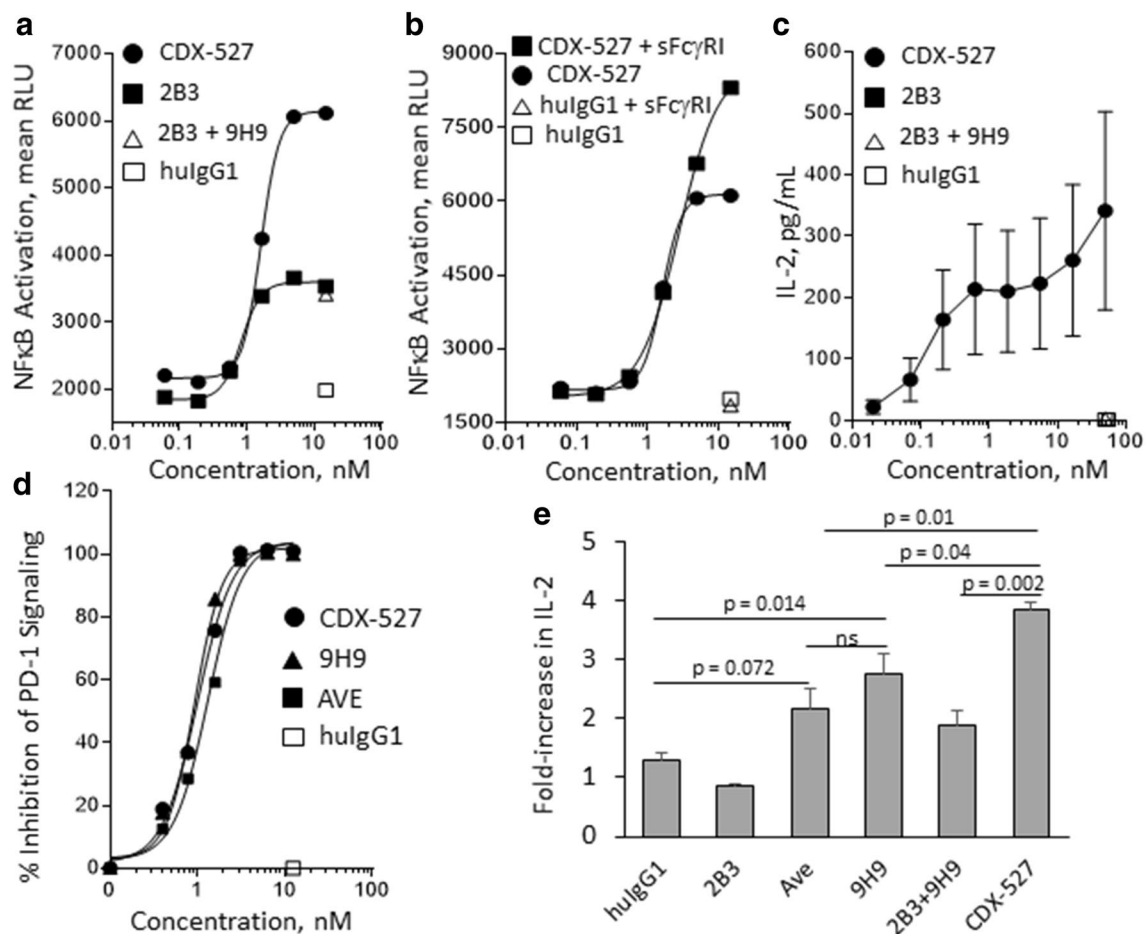 a
7000
6000
5000
4000
3000
2000
NFκB Activation, mean RLU
CDX-527
2B3
2B3 + 9H9
huIgG1
0.01 0.1 1 10 100
Concentration, nM
b
9000
7500
6000
4500
3000
1500
NFκB Activation, mean RLU
CDX-527 + sFcγRI
CDX-527
huIgG1 + sFcγRI
huIgG1
0.01 0.1 1 10 100
Concentration, nM
c
600
500
400
300
200
100
0
IL-2, pg/mL
CDX-527
2B3
2B3 + 9H9
huIgG1
0.01 0.1 1 10 100
Concentration, nM
d
120
100
80
60
40
20
0
% Inhibition of PD-1 Signaling
CDX-527
9H9
AVE
huIgG1
0 1 10 100
Concentration, nM
e
5
4
3
2
1
0
Fold-increase in IL-2
p = 0.01
p = 0.04
p = 0.002
p = 0.014
ns
p = 0.072
huIgG1
2B3
Ave
9H9
2B3+9H9
CDX-527